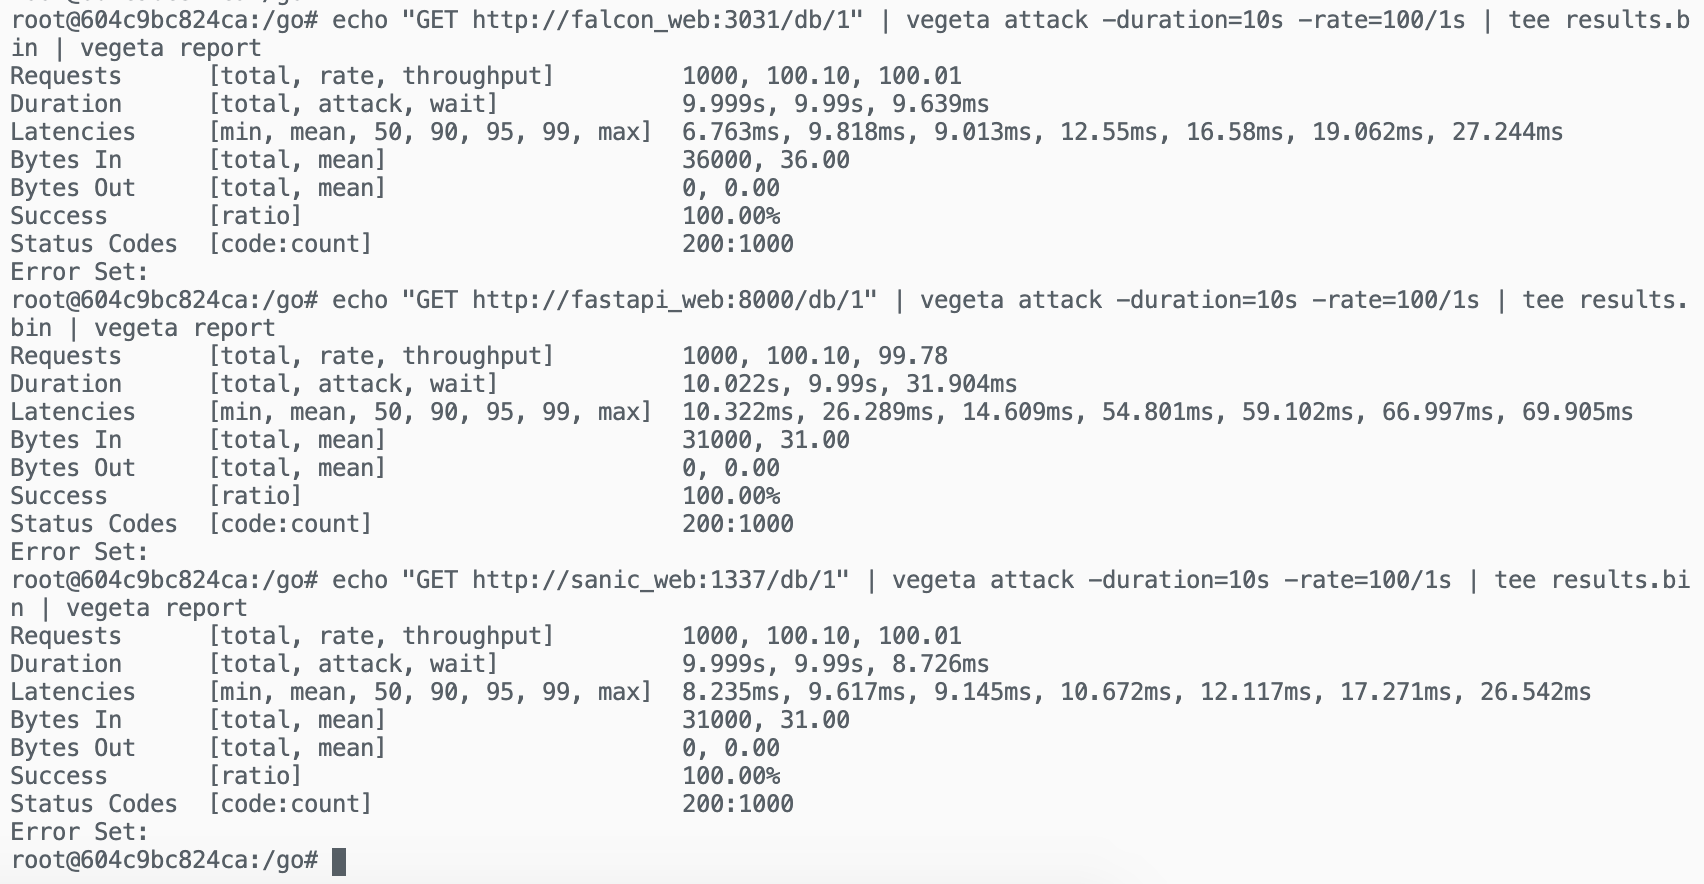 root@604c9bc824ca:/go# echo "GET http://falcon_web:3031/db/1" | vegeta attack -duration=10s -rate=100/1s | tee results.b
in | vegeta report
Requests      [total, rate, throughput]         1000, 100.10, 100.01
Duration      [total, attack, wait]             9.999s, 9.99s, 9.639ms
Latencies     [min, mean, 50, 90, 95, 99, max]  6.763ms, 9.818ms, 9.013ms, 12.55ms, 16.58ms, 19.062ms, 27.244ms
Bytes In      [total, mean]                     36000, 36.00
Bytes Out     [total, mean]                     0, 0.00
Success       [ratio]                           100.00%
Status Codes  [code:count]                      200:1000
Error Set:
root@604c9bc824ca:/go# echo "GET http://fastapi_web:8000/db/1" | vegeta attack -duration=10s -rate=100/1s | tee results.
bin | vegeta report
Requests      [total, rate, throughput]         1000, 100.10, 99.78
Duration      [total, attack, wait]             10.022s, 9.99s, 31.904ms
Latencies     [min, mean, 50, 90, 95, 99, max]  10.322ms, 26.289ms, 14.609ms, 54.801ms, 59.102ms, 66.997ms, 69.905ms
Bytes In      [total, mean]                     31000, 31.00
Bytes Out     [total, mean]                     0, 0.00
Success       [ratio]                           100.00%
Status Codes  [code:count]                      200:1000
Error Set:
root@604c9bc824ca:/go# echo "GET http://sanic_web:1337/db/1" | vegeta attack -duration=10s -rate=100/1s | tee results.bi
n | vegeta report
Requests      [total, rate, throughput]         1000, 100.10, 100.01
Duration      [total, attack, wait]             9.999s, 9.99s, 8.726ms
Latencies     [min, mean, 50, 90, 95, 99, max]  8.235ms, 9.617ms, 9.145ms, 10.672ms, 12.117ms, 17.271ms, 26.542ms
Bytes In      [total, mean]                     31000, 31.00
Bytes Out     [total, mean]                     0, 0.00
Success       [ratio]                           100.00%
Status Codes  [code:count]                      200:1000
Error Set:
root@604c9bc824ca:/go#